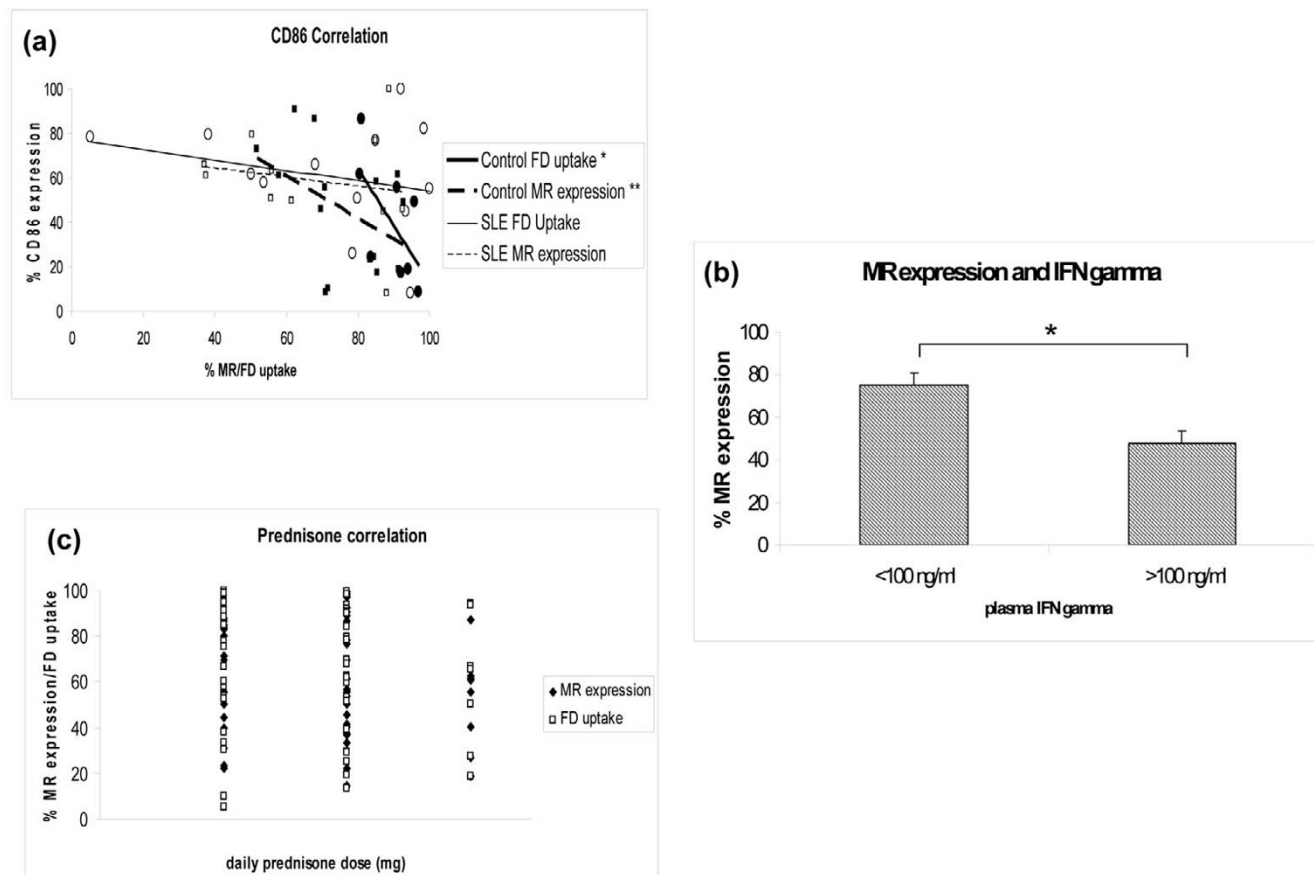 (a)
CD86 Correlation
% CD86 expression
100
80
60
40
20
0
0 20 40 60 80 100
% MR/FD uptake
Control FD uptake *
Control MR expression **
SLE FD Uptake
SLE MR expression
(b)
MR expression and IFN gamma
% MR expression
100
80
60
40
20
0
*
<100 ng/ml >100 ng/ml
plasma IFN gamma
(c)
Prednisone correlation
% MR expression/FD uptake
100
80
60
40
20
0
daily prednisone dose (mg)
MR expression
FD uptake